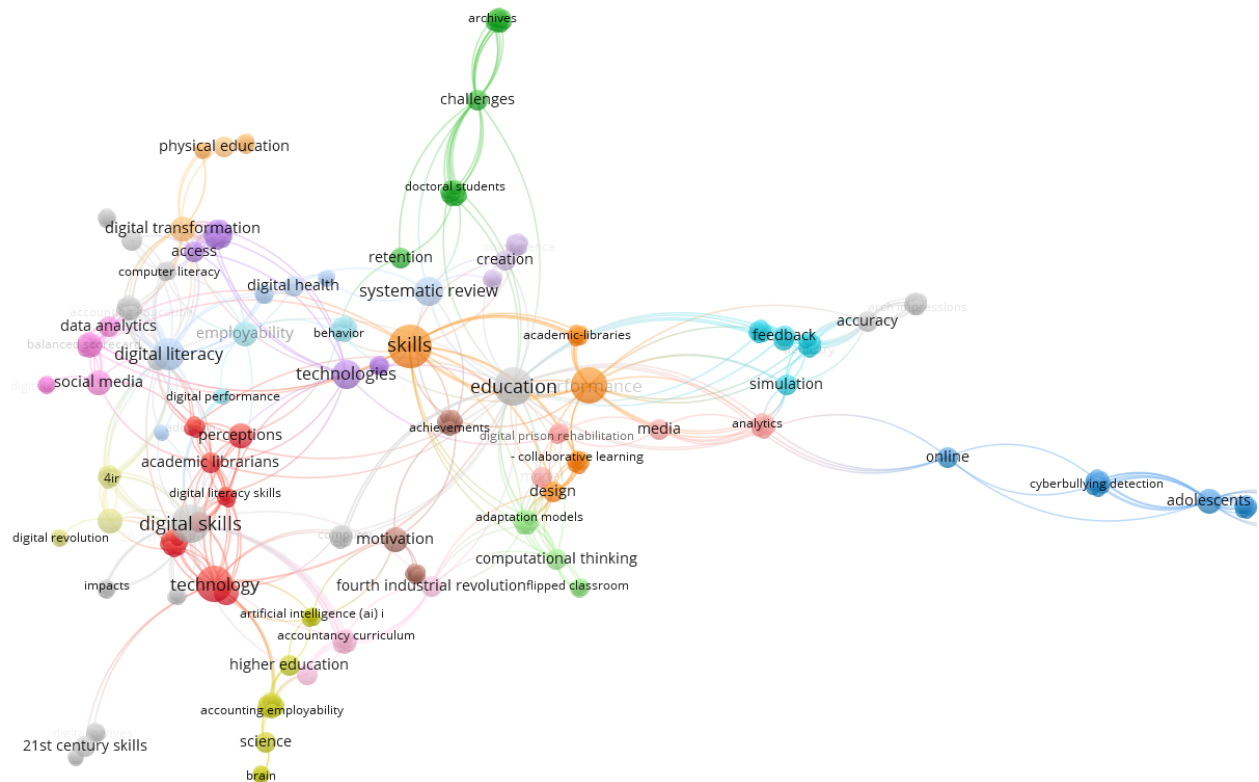 archives
challenges
physical education
doctoral students
digital transformation
access
retention
creation
computer literacy
digital health
systematic review
arch impressions
accuracy
data analytics
employability
behavior
academic-libraries
feedback
balanced scorecard
digital literacy
skills
social media
technologies
education
simulation
digital performance
achievements
media
analytics
perceptions
digital prison rehabilitation
academic librarians
- collaborative learning
online
4ir
digital literacy skills
design
cyberbullying detection
adolescents
digital skills
adaptation models
digital revolution
motivation
computational thinking
impacts
technology
fourth industrial revolution
flipped classroom
artificial intelligence (ai) i
accountancy curriculum
higher education
accounting employability
21st century skills
science
brain